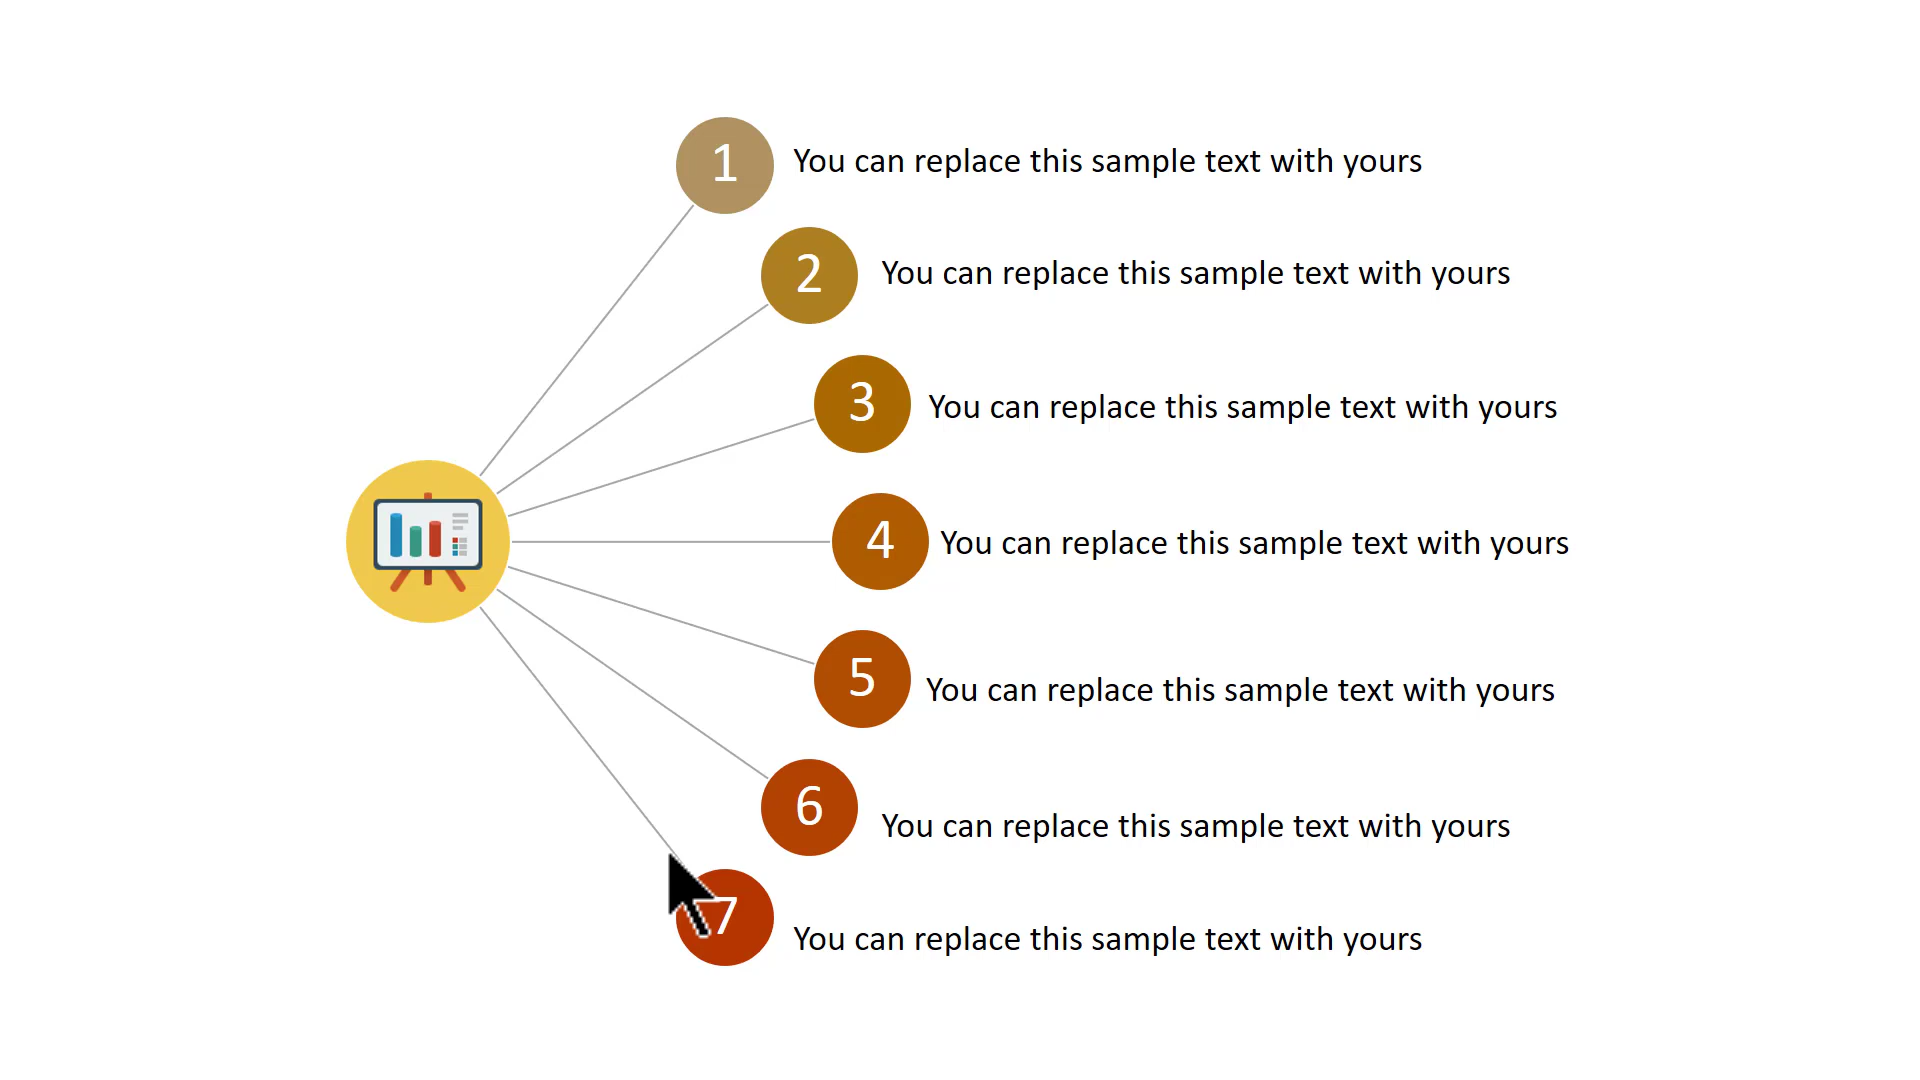 1 You can replace this sample text with yours
2 You can replace this sample text with yours
3 You can replace this sample text with yours
4 You can replace this sample text with yours
5 You can replace this sample text with yours
6 You can replace this sample text with yours
7 You can replace this sample text with yours